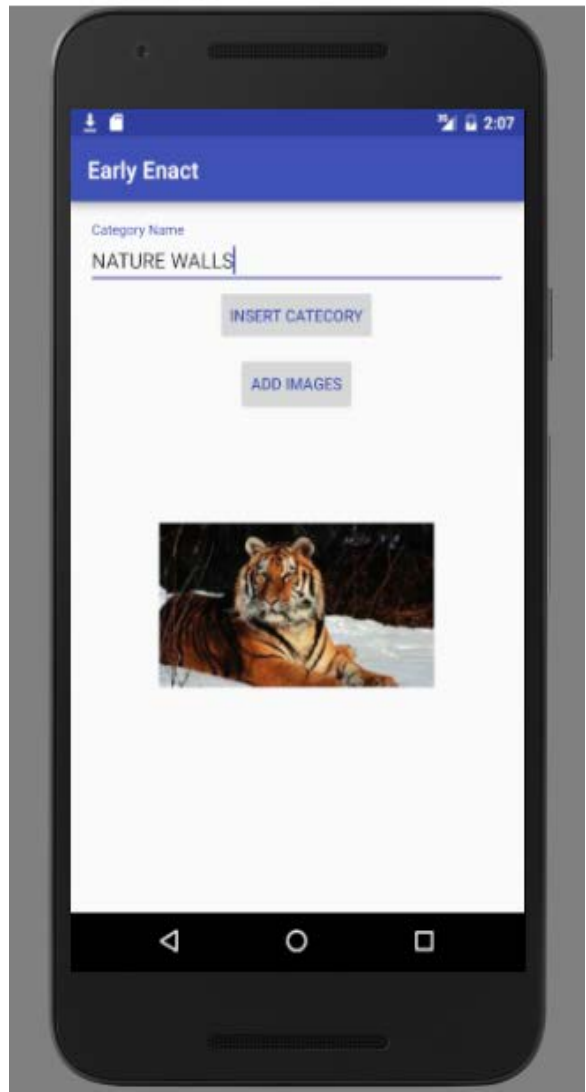 2:07
Early Enact
Category Name
NATURE WALLS
INSERT CATECORY
ADD IMAGES